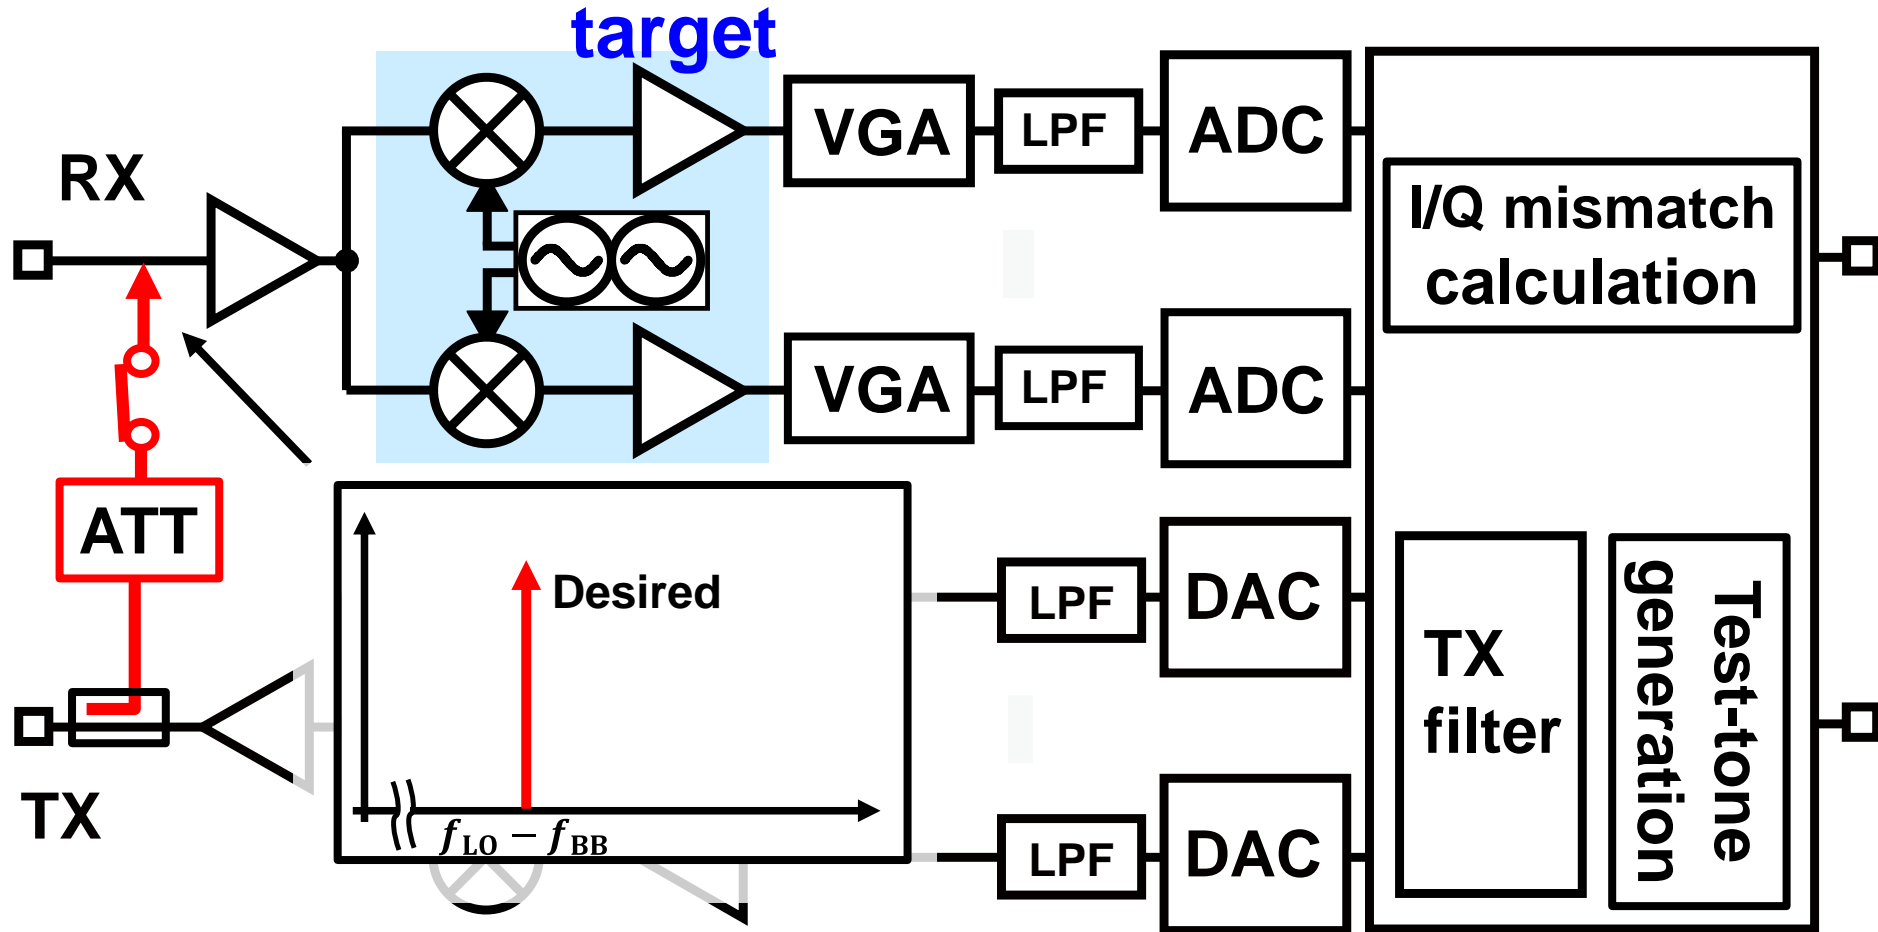 target
RX
VGA
LPF
ADC
I/Q mismatch
calculation
VGA
LPF
ADC
ATT
Desired
f_LO − f_BB
TX
LPF
DAC
LPF
DAC
TX
filter
Test-tone
generation